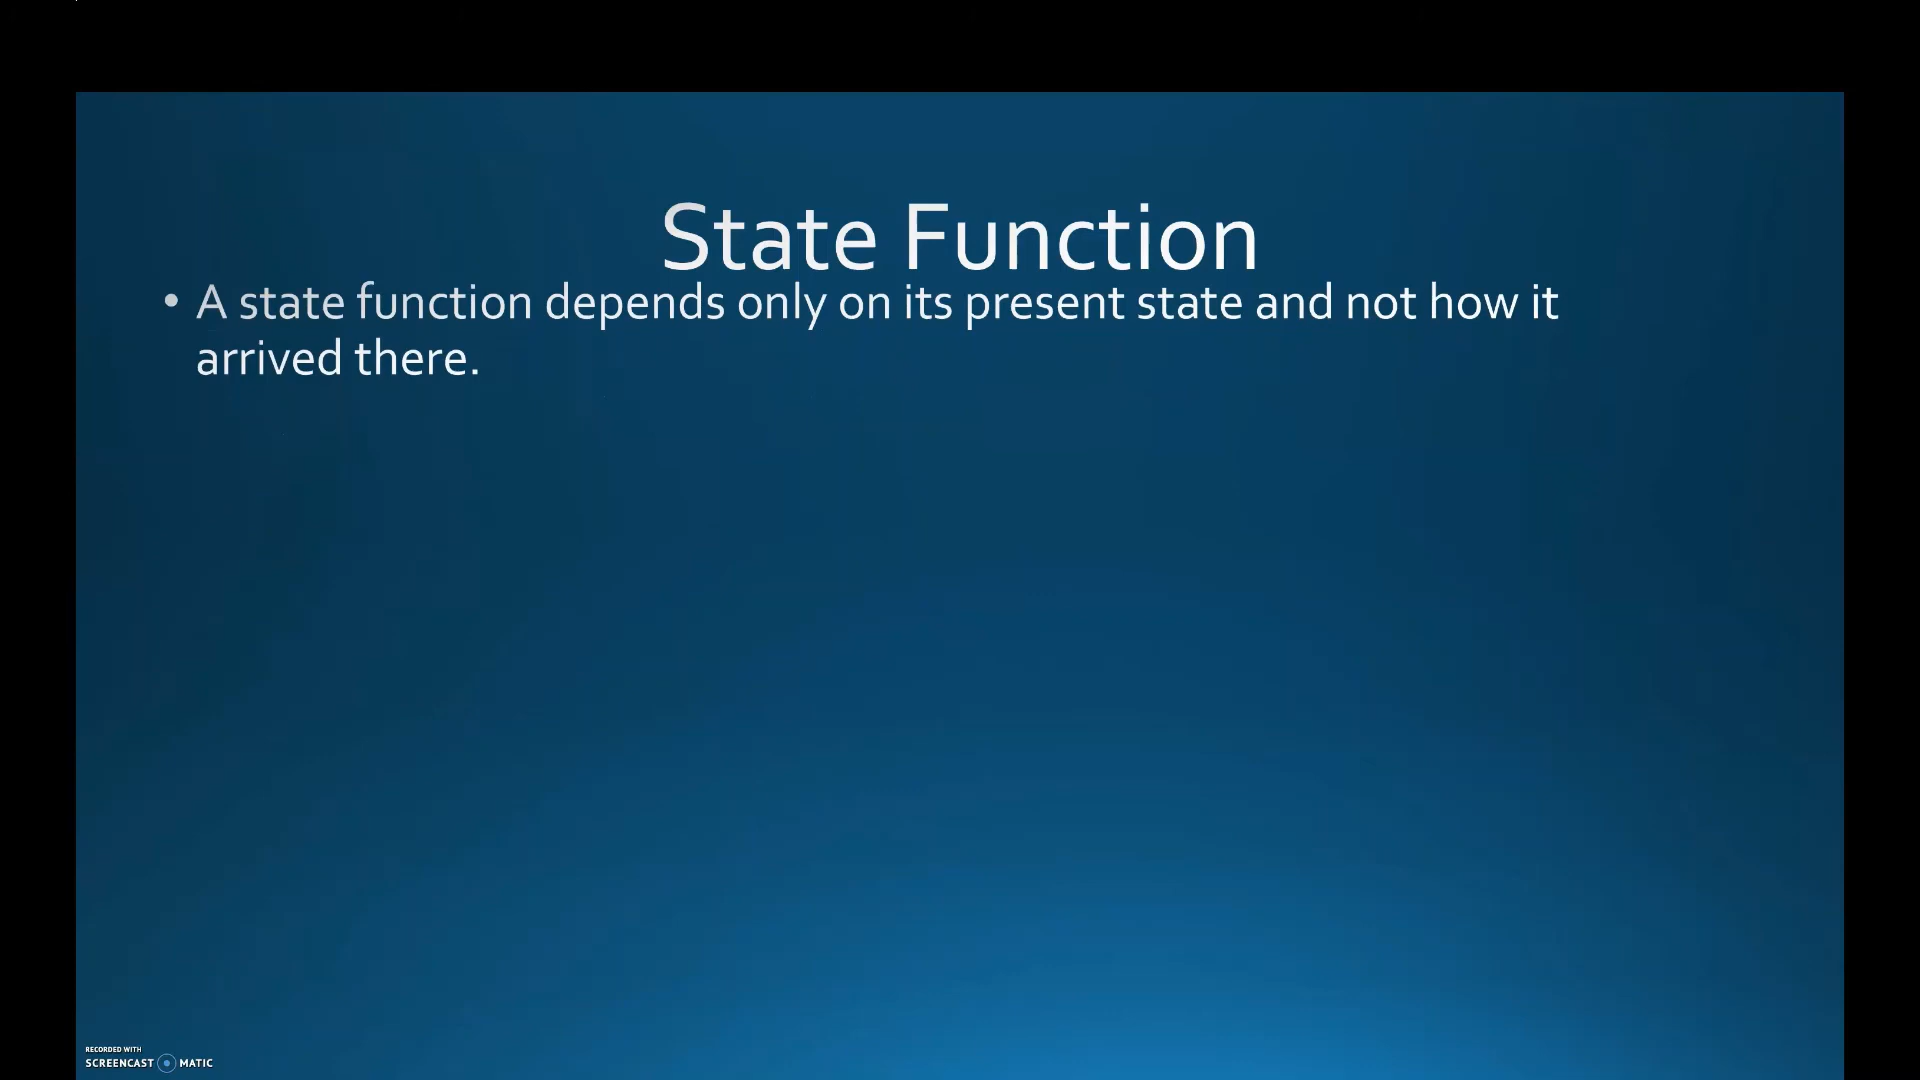 State Function
• A state function depends only on its present state and not how it
arrived there.
RECORDED WITH
SCREENCAST MATIC